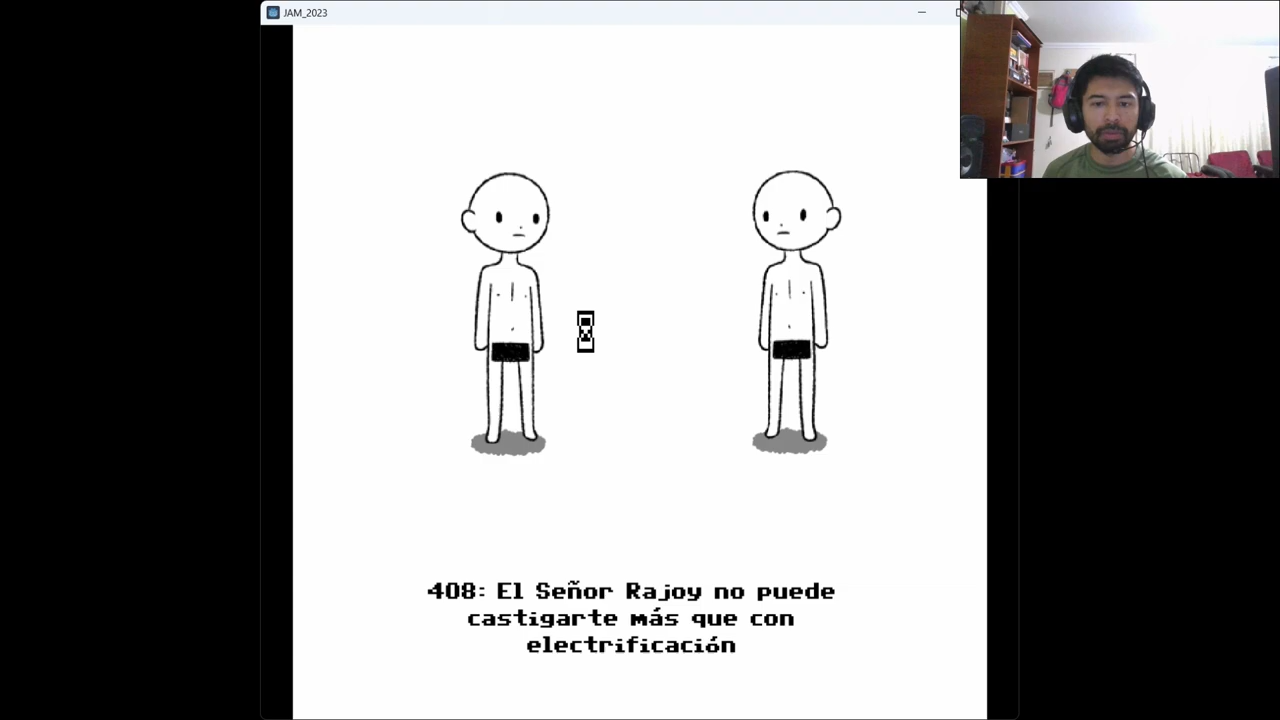 JAM_2023
408: El Señor Rajoy no puede
castigarte más que con
electrificación